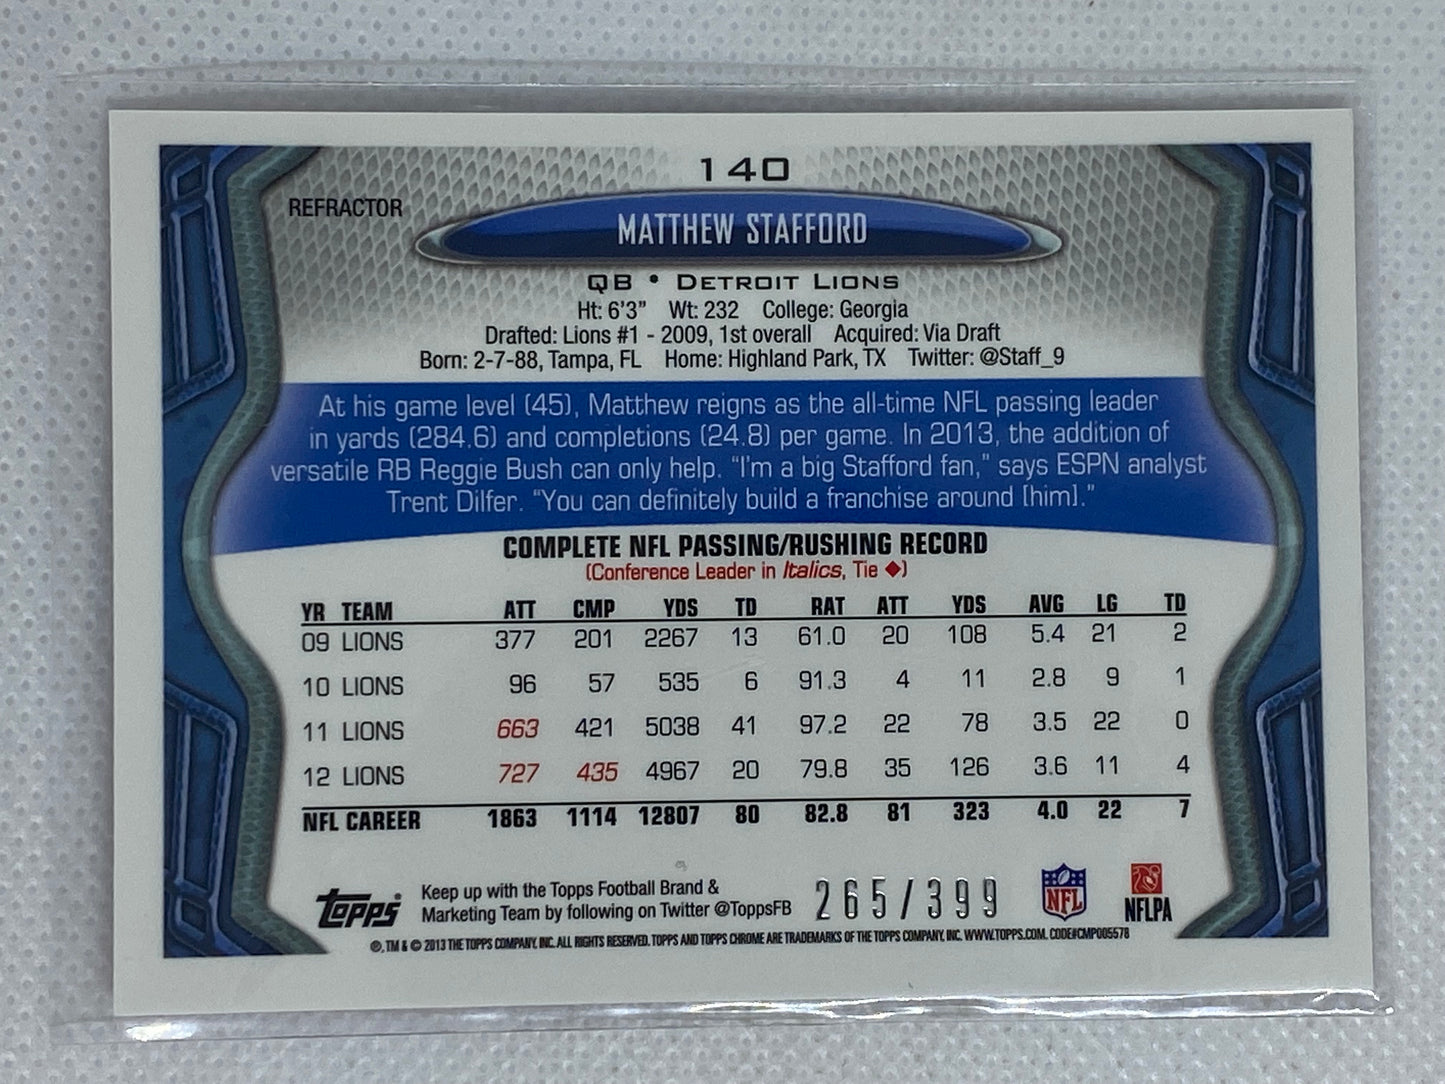 140
REFRACTOR
MATTHEW STAFFORD
QB • DETROIT LIONS
Ht: 6'3" Wt: 232 College: Georgia
Drafted: Lions #1 - 2009, 1st overall Acquired: Via Draft
Born: 2-7-88, Tampa, FL Home: Highland Park, TX Twitter: @Staff_9
At his game level (45), Matthew reigns as the all-time NFL passing leader
in yards (284.6) and completions (24.8) per game. In 2013, the addition of
versatile RB Reggie Bush can only help. "I'm a big Stafford fan," says ESPN analyst
Trent Dilfer. "You can definitely build a franchise around [him]."
COMPLETE NFL PASSING/RUSHING RECORD
(Conference Leader in Italics, Tie ◆)
YR TEAM ATT CMP YDS TD RAT ATT YDS AVG LG TD
09 LIONS 377 201 2267 13 61.0 20 108 5.4 21 2
10 LIONS 96 57 535 6 91.3 4 11 2.8 9 1
11 LIONS 663 421 5038 41 97.2 22 78 3.5 22 0
12 LIONS 727 435 4967 20 79.8 35 126 3.6 11 4
NFL CAREER 1863 1114 12807 80 82.8 81 323 4.0 22 7
Topps®
Keep up with the Topps Football Brand &
Marketing Team by following on Twitter @ToppsFB
265/399
NFL
NFLPA
®, TM & © 2013 THE TOPPS COMPANY, INC. ALL RIGHTS RESERVED. TOPPS AND TOPPS CHROME ARE TRADEMARKS OF THE TOPPS COMPANY, INC. WWW.TOPPS.COM. CODE#CMP005578